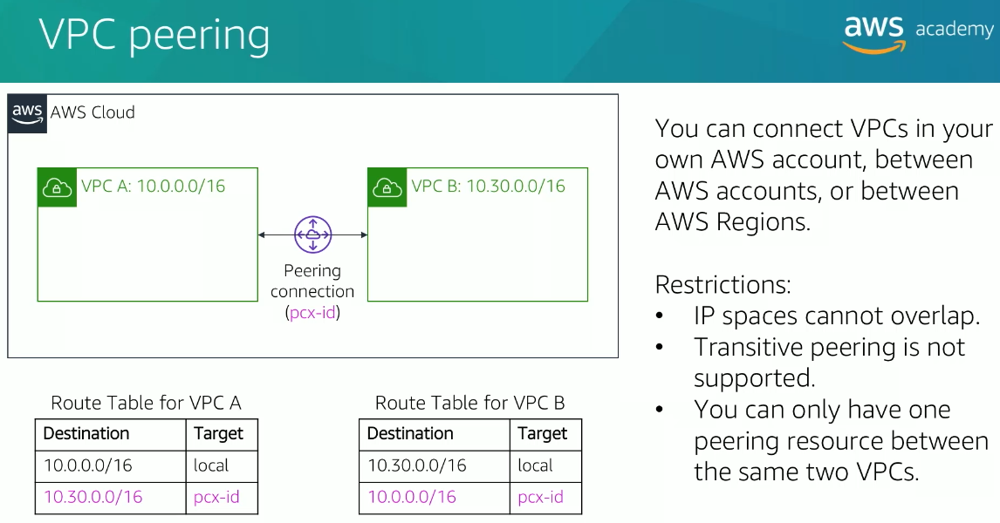 VPC peering
aws academy
aws AWS Cloud
VPC A: 10.0.0.0/16
VPC B: 10.30.0.0/16
Peering
connection
(pcx-id)
You can connect VPCs in your
own AWS account, between
AWS accounts, or between
AWS Regions.
Restrictions:
• IP spaces cannot overlap.
• Transitive peering is not
supported.
• You can only have one
peering resource between
the same two VPCs.
Route Table for VPC A
Destination Target
10.0.0.0/16 local
10.30.0.0/16 pcx-id
Route Table for VPC B
Destination Target
10.30.0.0/16 local
10.0.0.0/16 pcx-id